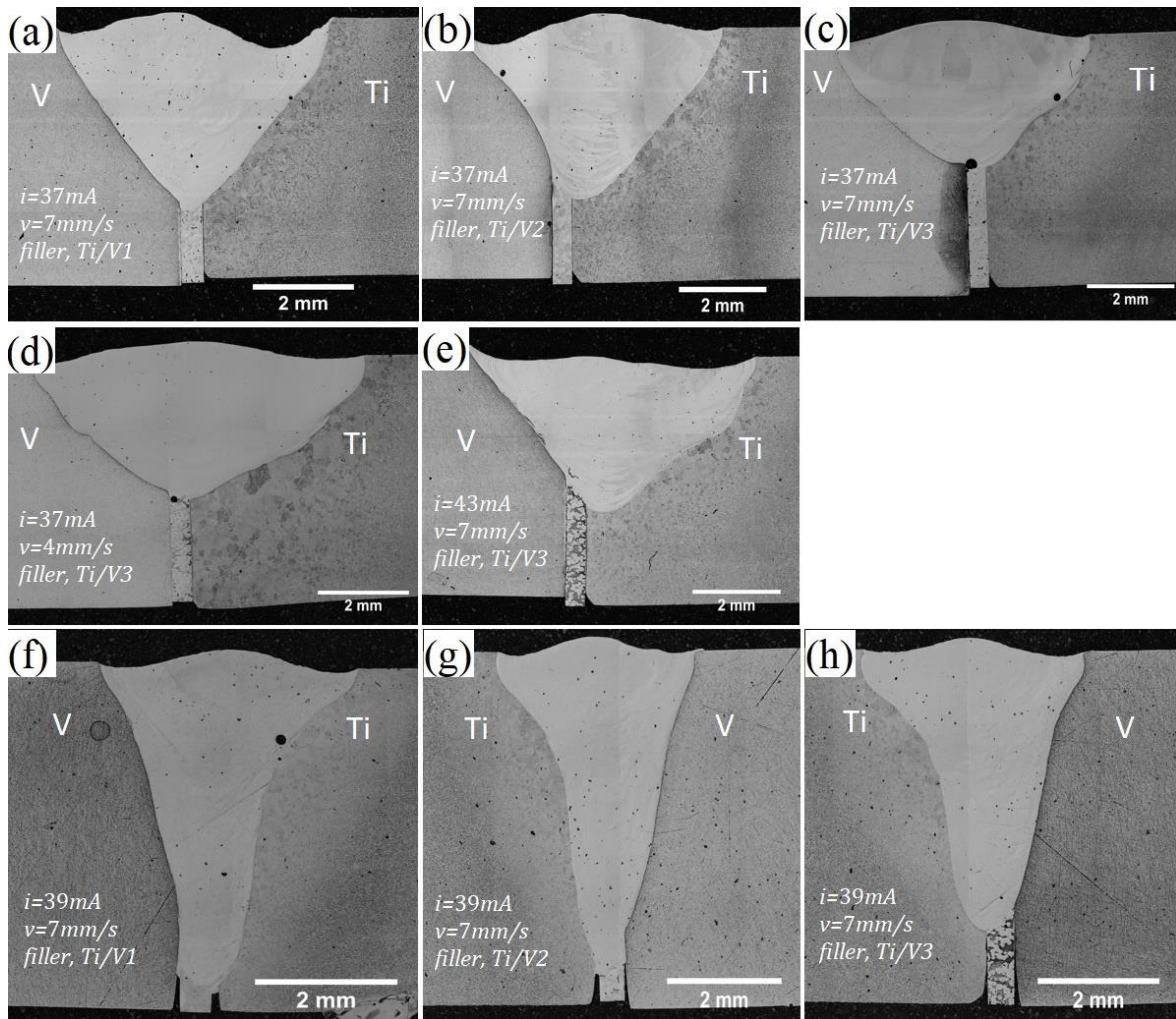 (a)
V
Ti
i=37mA
v=7mm/s
filler, Ti/V1
2 mm
(b)
V
Ti
i=37mA
v=7mm/s
filler, Ti/V2
2 mm
(c)
V
Ti
i=37mA
v=7mm/s
filler, Ti/V3
2 mm
(d)
V
Ti
i=37mA
v=4mm/s
filler, Ti/V3
2 mm
(e)
V
Ti
i=43mA
v=7mm/s
filler, Ti/V3
2 mm
(f)
V
Ti
i=39mA
v=7mm/s
filler, Ti/V1
2 mm
(g)
Ti
V
i=39mA
v=7mm/s
filler, Ti/V2
2 mm
(h)
Ti
V
i=39mA
v=7mm/s
filler, Ti/V3
2 mm